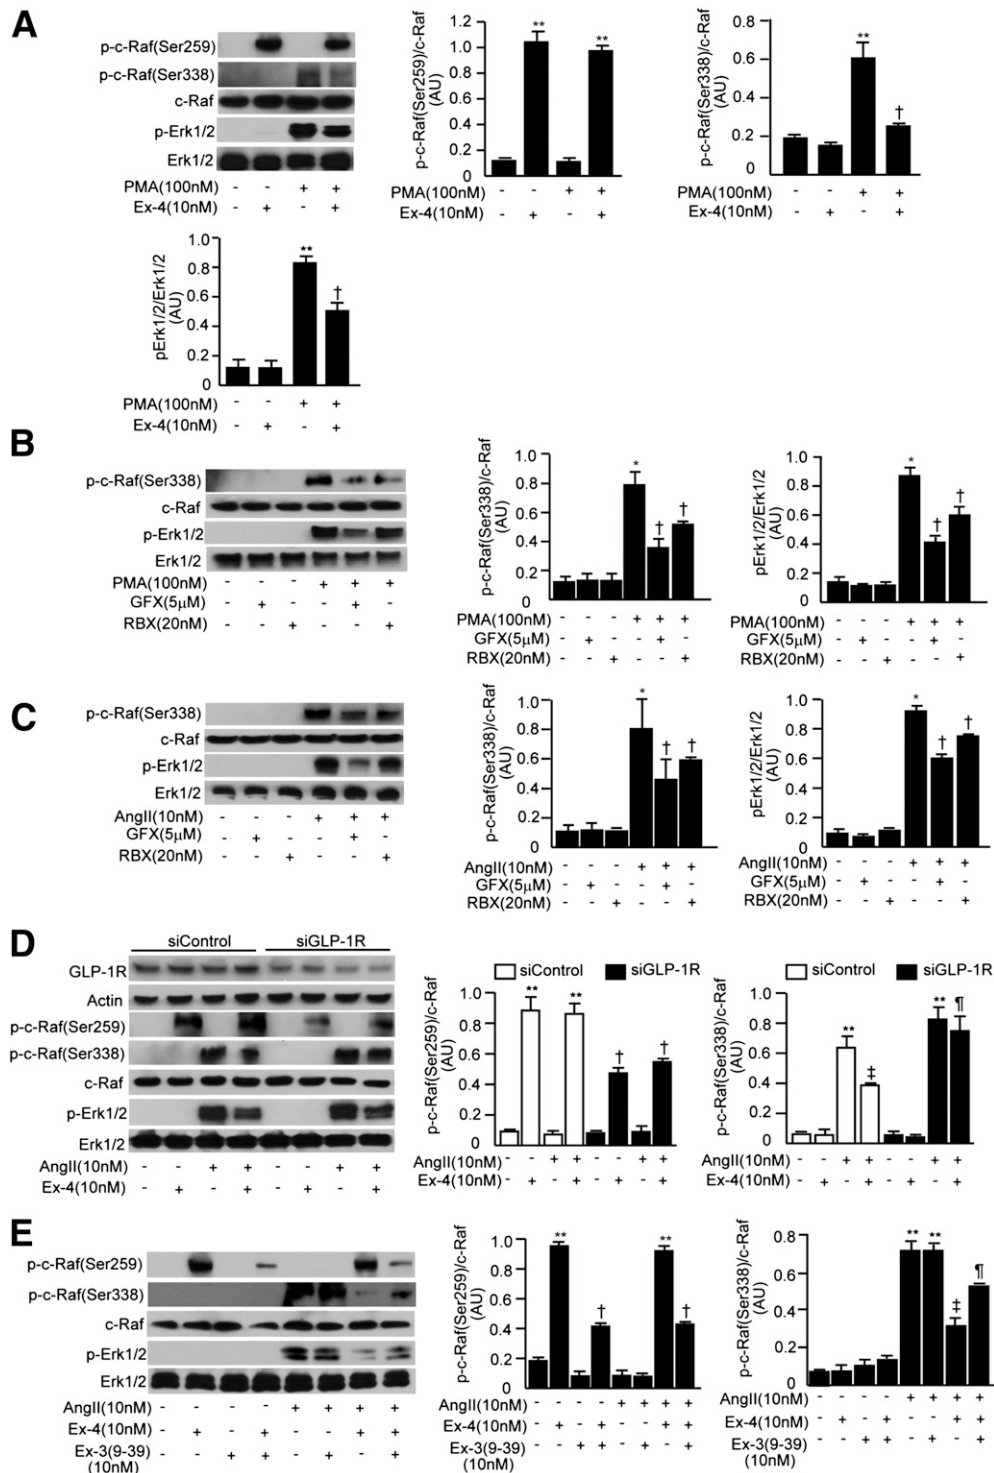 A
p-c-Raf(Ser259)
p-c-Raf(Ser338)
c-Raf
p-Erk1/2
Erk1/2
PMA(100nM) - - + +
Ex-4(10nM) - + - +
p-c-Raf(Ser259)/c-Raf
(AU)
1.2
1.0
0.8
0.6
0.4
0.2
0
** **
PMA(100nM) - - + +
Ex-4(10nM) - + - +
p-c-Raf(Ser338)/c-Raf
(AU)
0.8
0.6
0.4
0.2
0
** †
PMA(100nM) - - + +
Ex-4(10nM) - + - +
pErk1/2/Erk1/2
(AU)
1.0
0.8
0.6
0.4
0.2
0
** †
PMA(100nM) - - + +
Ex-4(10nM) - + - +
B
p-c-Raf(Ser338)
c-Raf
p-Erk1/2
Erk1/2
PMA(100nM) - - - + + +
GFX(5μM) - + - - + -
RBX(20nM) - - + - - +
p-c-Raf(Ser338)/c-Raf
(AU)
1.0
0.8
0.6
0.4
0.2
0
* † †
PMA(100nM) - - - + + +
GFX(5μM) - + - - + -
RBX(20nM) - - + - - +
pErk1/2/Erk1/2
(AU)
1.0
0.8
0.6
0.4
0.2
0
* † †
PMA(100nM) - - - + + +
GFX(5μM) - + - - + -
RBX(20nM) - - + - - +
C
p-c-Raf(Ser338)
c-Raf
p-Erk1/2
Erk1/2
AngII(10nM) - - - + + +
GFX(5μM) - + - - + -
RBX(20nM) - - + - - +
p-c-Raf(Ser338)/c-Raf
(AU)
1.0
0.8
0.6
0.4
0.2
0
* † †
AngII(10nM) - - - + + +
GFX(5μM) - + - - + -
RBX(20nM) - - + - - +
pErk1/2/Erk1/2
(AU)
1.0
0.8
0.6
0.4
0.2
0
* † †
AngII(10nM) - - - + + +
GFX(5μM) - + - - + -
RBX(20nM) - - + - - +
D
siControl siGLP-1R
GLP-1R
Actin
p-c-Raf(Ser259)
p-c-Raf(Ser338)
c-Raf
p-Erk1/2
Erk1/2
AngII(10nM) - - + + - - + +
Ex-4(10nM) - + - + - + - +
siControl siGLP-1R
p-c-Raf(Ser259)/c-Raf
(AU)
1.0
0.8
0.6
0.4
0.2
0
** ** † †
AngII(10nM) - - + + - - + +
Ex-4(10nM) - + - + - + - +
siControl siGLP-1R
p-c-Raf(Ser338)/c-Raf
(AU)
1.0
0.8
0.6
0.4
0.2
0
** ‡ ** ¶
AngII(10nM) - - + + - - + +
Ex-4(10nM) - + - + - + - +
E
p-c-Raf(Ser259)
p-c-Raf(Ser338)
c-Raf
p-Erk1/2
Erk1/2
AngII(10nM) - - - - + + + +
Ex-4(10nM) - + - + - - + +
Ex-3(9-39) - - + + - + - +
(10nM)
p-c-Raf(Ser259)/c-Raf
(AU)
1.0
0.8
0.6
0.4
0.2
0
** † ** †
AngII(10nM) - - - - + + + +
Ex-4(10nM) - + - + - - + +
Ex-3(9-39) - - + + - + - +
(10nM)
p-c-Raf(Ser338)/c-Raf
(AU)
0.8
0.6
0.4
0.2
0
** ** ‡ ¶
AngII(10nM) - - - - + + + +
Ex-4(10nM) - + - + - - + +
Ex-3(9-39) - - + + - + - +
(10nM)